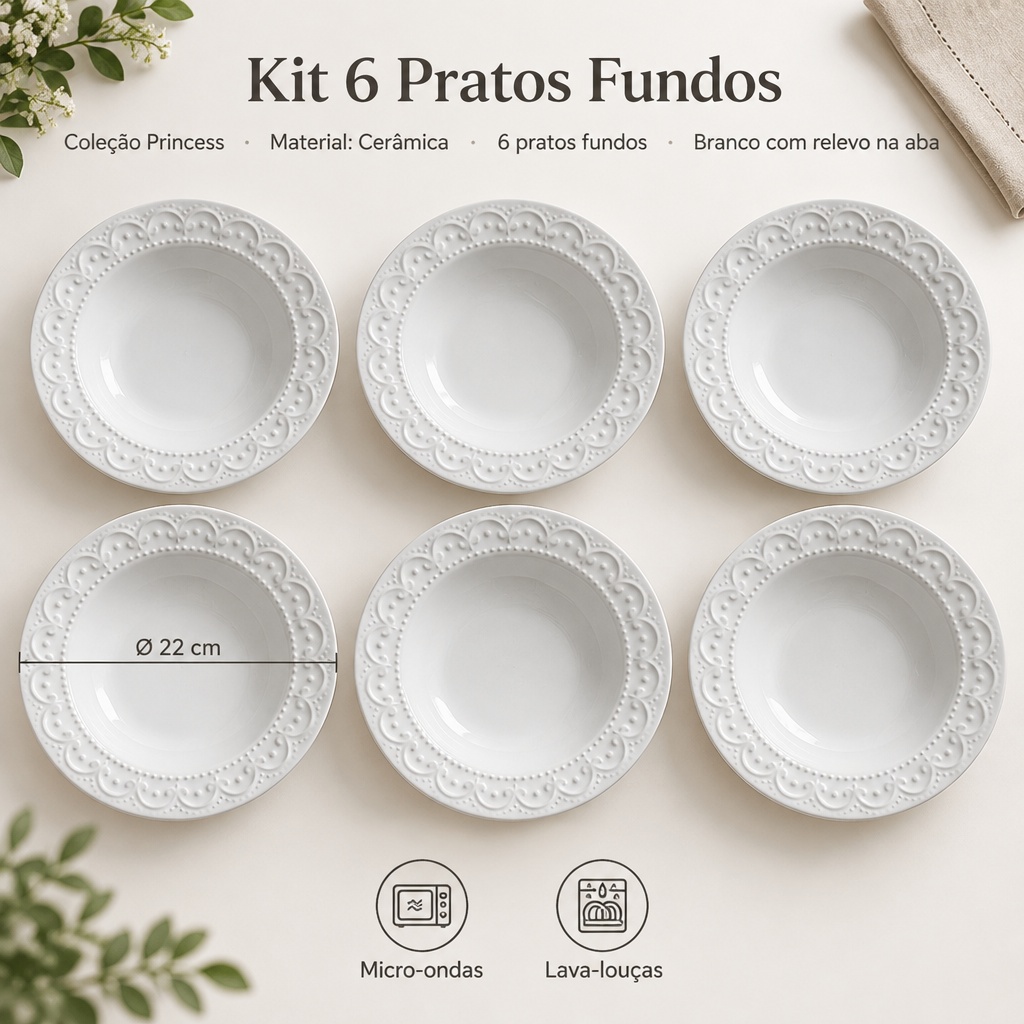 Kit 6 Pratos Fundos
Coleção Princess · Material: Cerâmica · 6 pratos fundos · Branco com relevo na aba
Ø 22 cm
Micro-ondas
Lava-louças